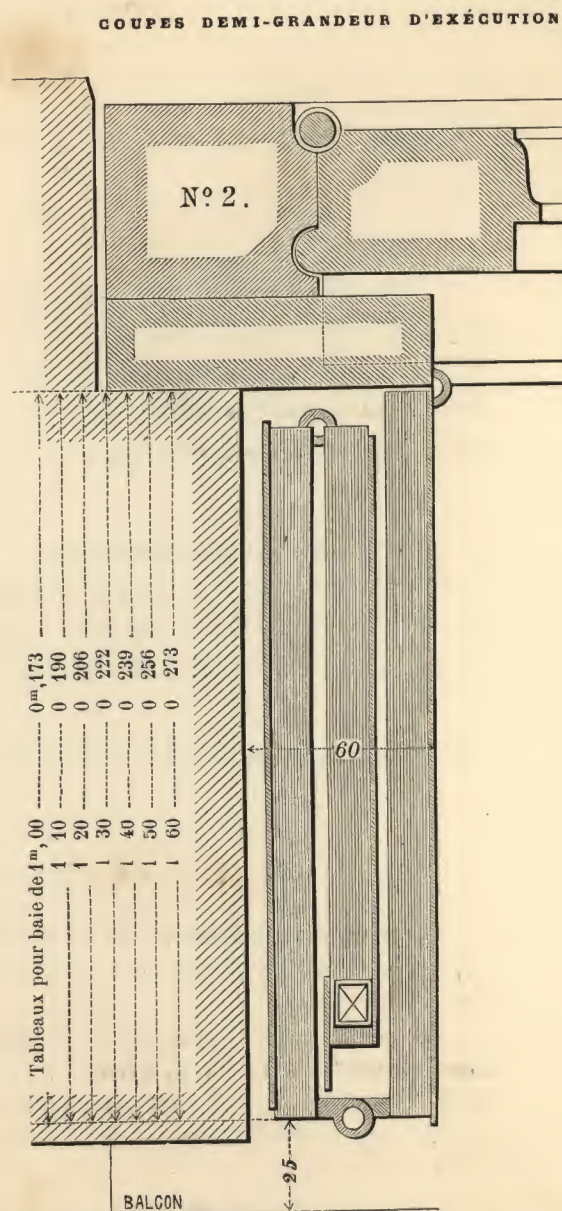 COUPES DEMI-GRANDEUR D'EXÉCUTION
Nº 2.
Tableaux pour baie de 1m,00 0m,173
1 10 0 190
1 20 0 206
1 30 0 222
1 40 0 239
1 50 0 256
1 60 0 273
60
25
BALCON